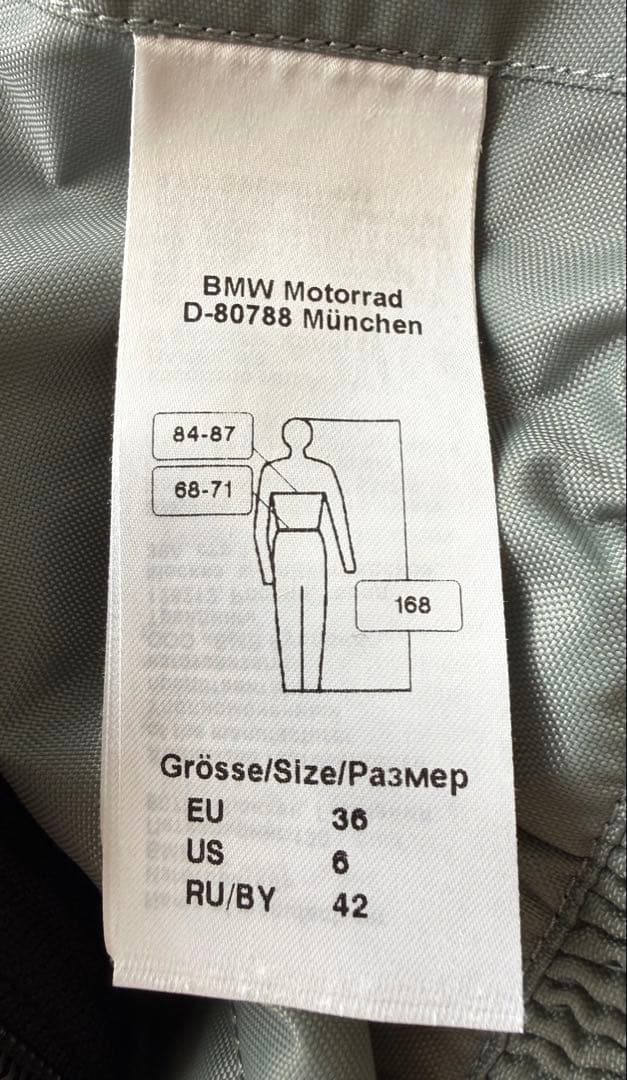 BMW Motorrad
D-80788 München
84-87
68-71
168
Grösse/Size/Размер
EU 36
US 6
RU/BY 42